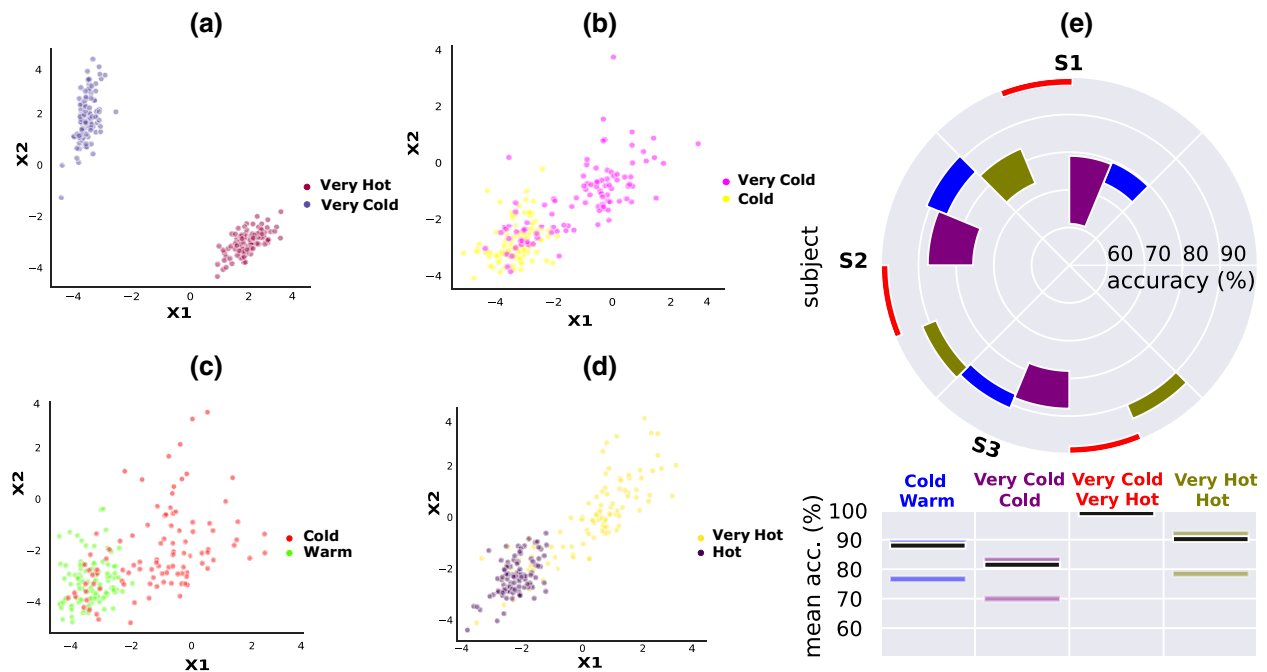 (a)
4
2
0
−2
−4
X2
−4
−2
0
2
4
X1
Very Hot
Very Cold
(b)
4
2
0
−2
−4
X2
−4
−2
0
2
4
X1
Very Cold
Cold
(c)
4
2
0
−2
−4
X2
−4
−2
0
2
4
X1
Cold
Warm
(d)
4
2
0
−2
−4
X2
−4
−2
0
2
4
X1
Very Hot
Hot
(e)
S1
S2
S3
subject
60 70 80 90
accuracy (%)
Cold
Warm
Very Cold
Cold
Very Cold
Very Hot
Very Hot
Hot
mean acc. (%)
100
90
80
70
60